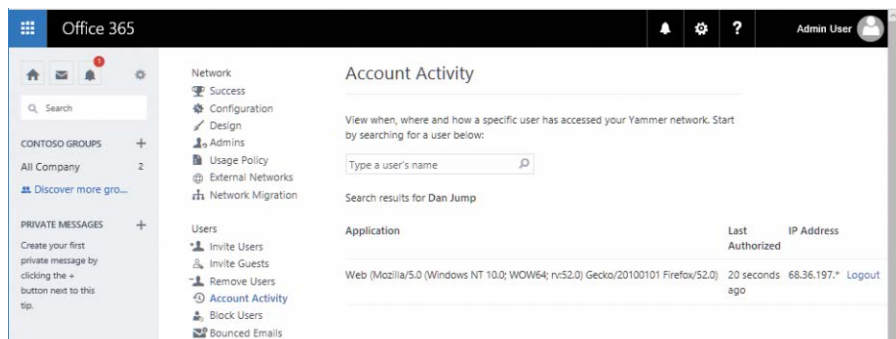 Office 365
?
Admin User
1
Search
CONTOSO GROUPS +
All Company 2
Discover more gro...
PRIVATE MESSAGES +
Create your first
private message by
clicking the +
button next to this
tip.
Network
Success
Configuration
Design
Admins
Usage Policy
External Networks
Network Migration
Users
Invite Users
Invite Guests
Remove Users
Account Activity
Block Users
Bounced Emails
Account Activity
View when, where and how a specific user has accessed your Yammer network. Start
by searching for a user below:
Type a user's name
Search results for Dan Jump
Application Last Authorized IP Address
Web (Mozilla/5.0 (Windows NT 10.0; WOW64; rv:52.0) Gecko/20100101 Firefox/52.0) 20 seconds ago 68.36.197.* Logout